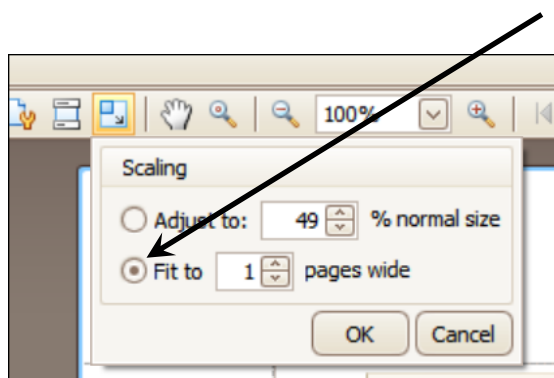 100%
Scaling
Adjust to: 49 % normal size
Fit to 1 pages wide
OK Cancel